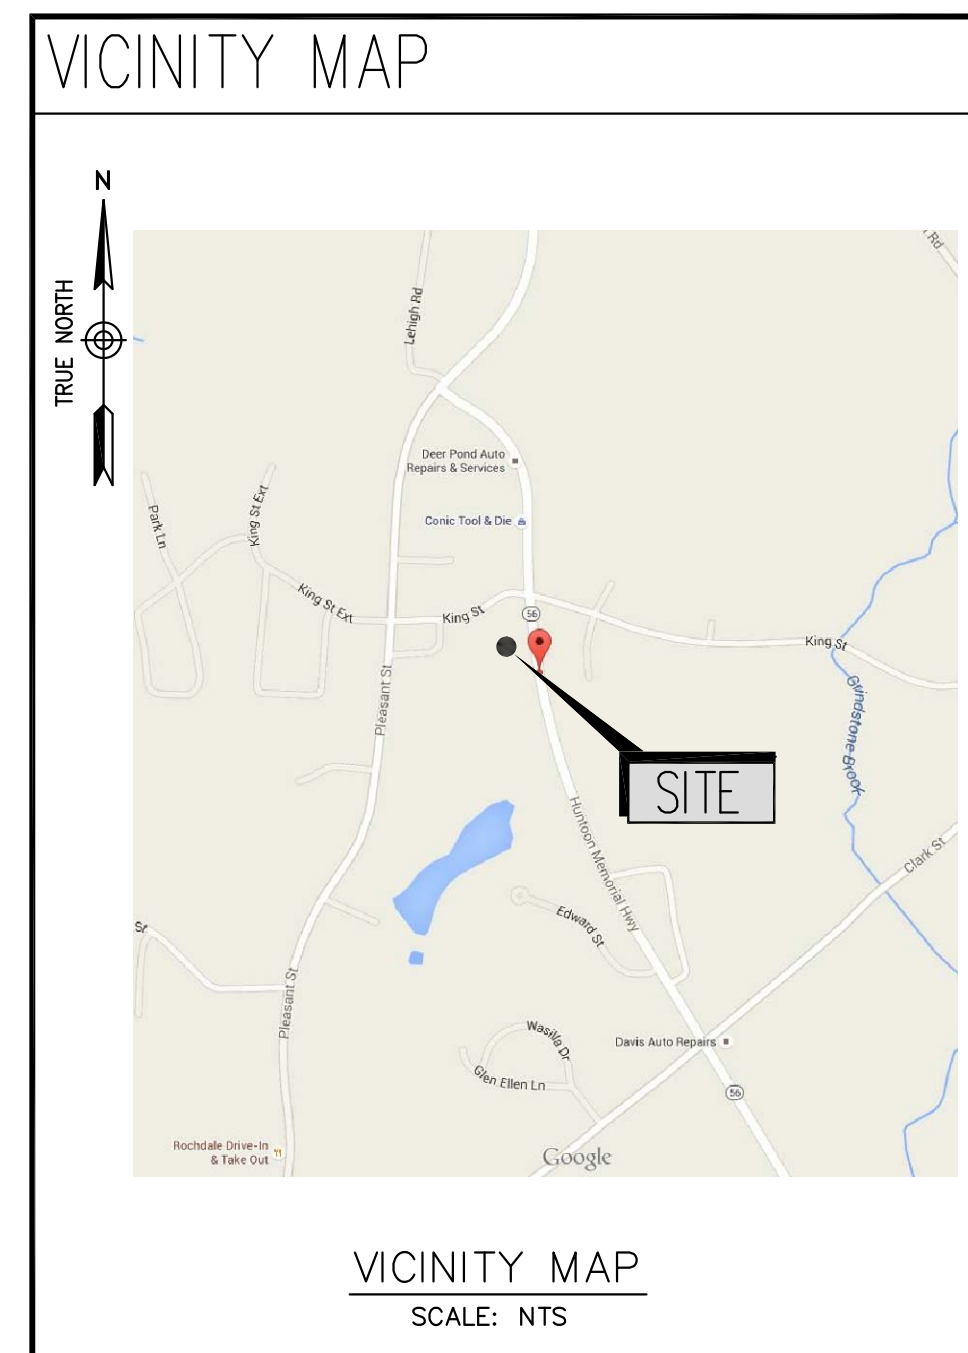 VICINITY MAP
N
TRUE NORTH
Rd
Lehigh Rd
Deer Pond Auto
Repairs & Services
Conic Tool & Die
Park Ln
King St Ext
King St Ext
King St
56
King St
Pleasant St
Grindstone Brook
SITE
Huntoon Memorial Hwy
Clark St
Edward St
St
Pleasant St
Wasilla Dr
Davis Auto Repairs
Glen Ellen Ln
56
Rochdale Drive-In
& Take Out
Google
VICINITY MAP
SCALE: NTS